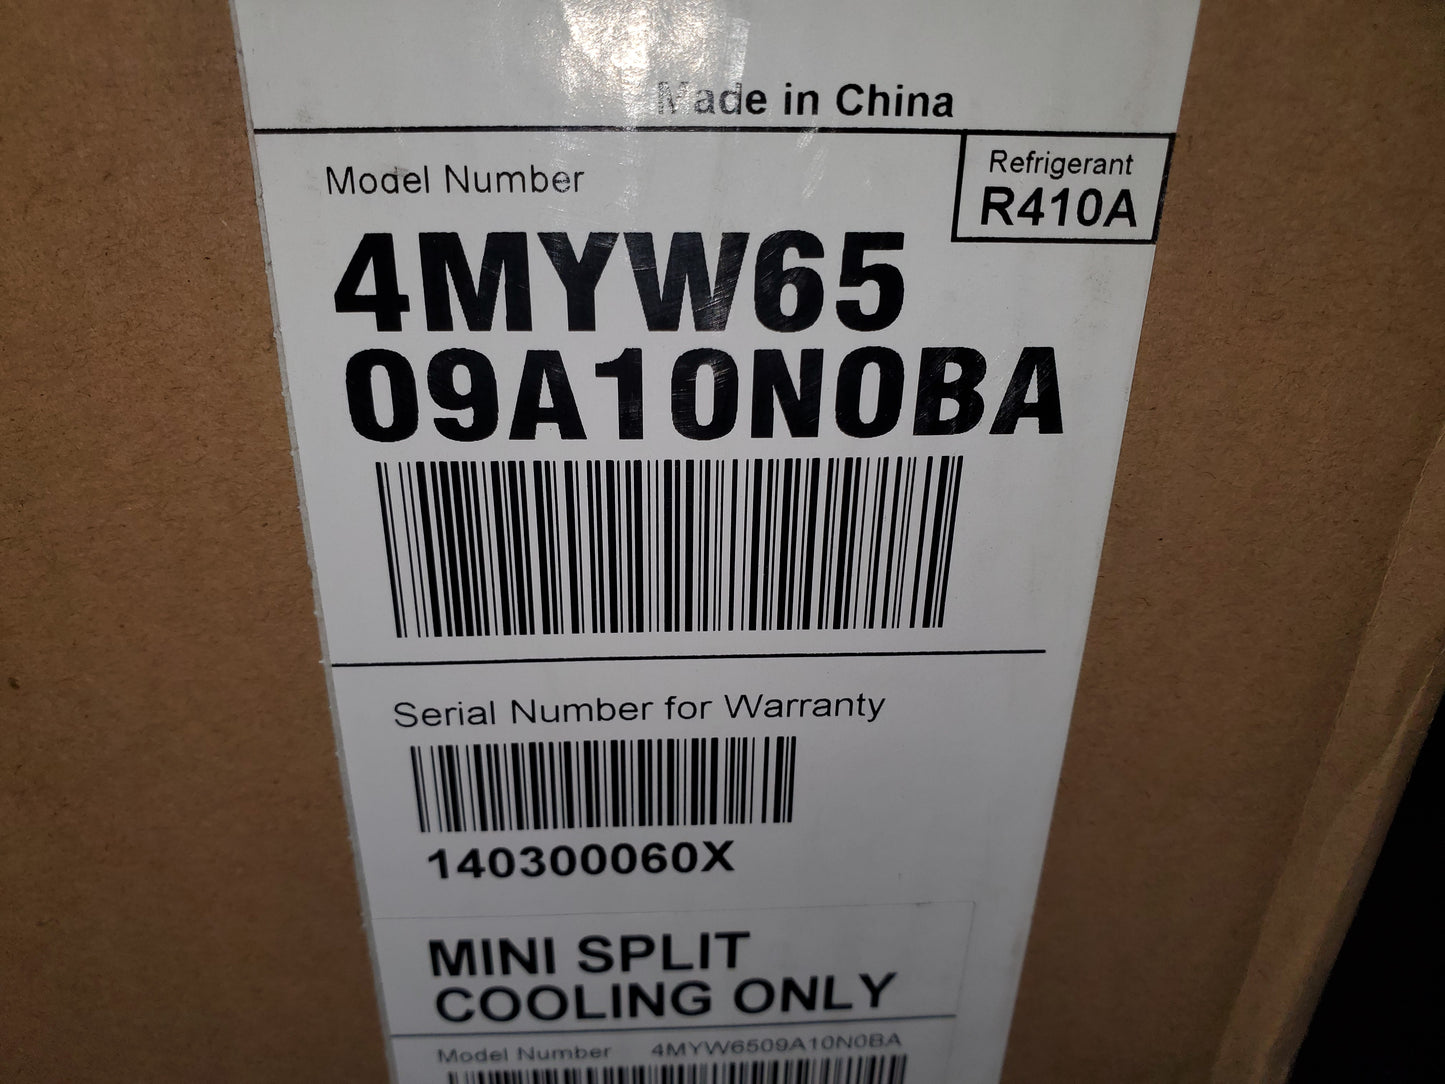 Made in China
Model Number
Refrigerant
R410A
4MYW65
09A10N0BA
Serial Number for Warranty
140300060X
MINI SPLIT
COOLING ONLY
Model Number 4MYW6509A10N0BA